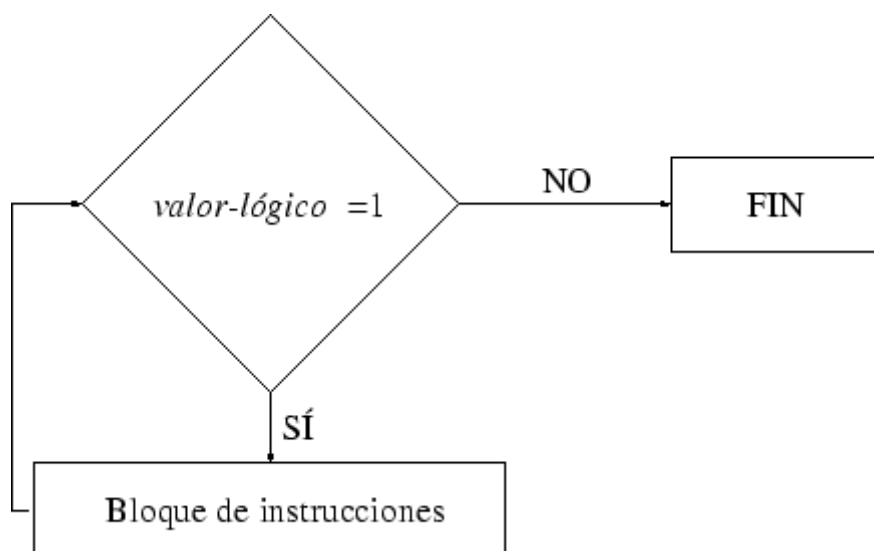 valor-lógico =1
NO
FIN
SÍ
Bloque de instrucciones